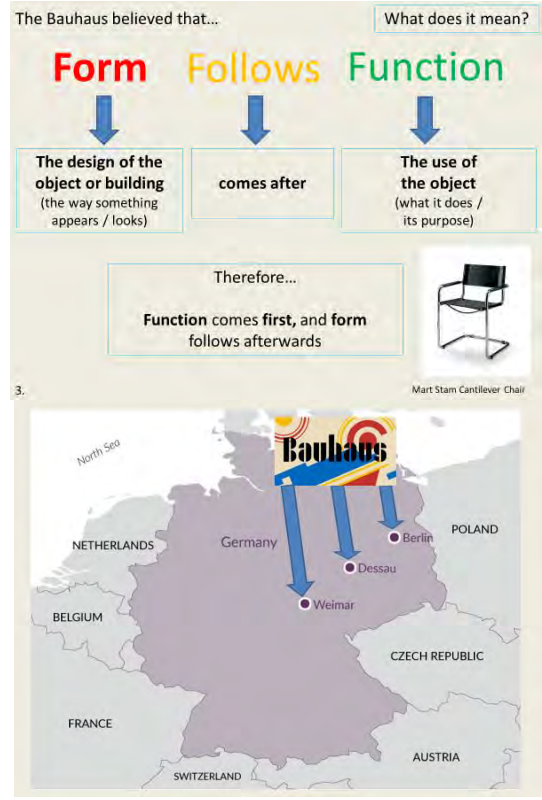 The Bauhaus believed that…
What does it mean?
Form Follows Function
The design of the
object or building
(the way something
appears / looks)
comes after
The use of
the object
(what it does /
its purpose)
Therefore…
Function comes first, and form
follows afterwards
3.
Mart Stam Cantilever Chair
North Sea
Bauhaus
Berlin
POLAND
NETHERLANDS
Germany
Dessau
Weimar
BELGIUM
CZECH REPUBLIC
FRANCE
AUSTRIA
SWITZERLAND